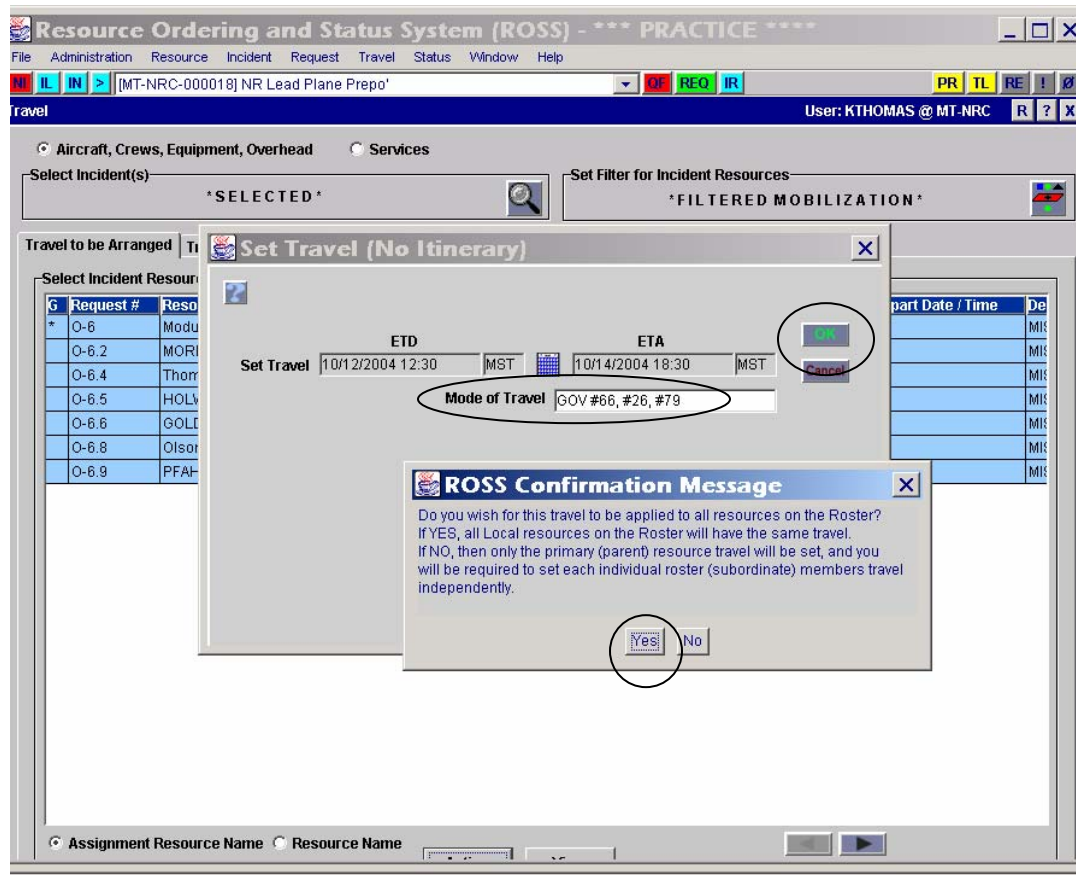 Resource Ordering and Status System (ROSS) - *** PRACTICE ****
File Administration Resource Incident Request Travel Status Window Help
NI IL IN > [MT-NRC-000018] NR Lead Plane Prepo' QF REQ IR PR TL RE ! Ø
Travel User: KTHOMAS @ MT-NRC R ? X
Aircraft, Crews, Equipment, Overhead Services
Select Incident(s) Set Filter for Incident Resources
*SELECTED* *FILTERED MOBILIZATION*
Travel to be Arranged
Set Travel (No Itinerary)
Select Incident
G Request # part Date / Time
* O-6
O-6.2
O-6.4
O-6.5
O-6.6
O-6.8
O-6.9
?
ETD ETA
Set Travel 10/12/2004 12:30 MST 10/14/2004 18:30 MST
OK
Cancel
Mode of Travel GOV #66, #26, #79
ROSS Confirmation Message
Do you wish for this travel to be applied to all resources on the Roster?
If YES, all Local resources on the Roster will have the same travel.
If NO, then only the primary (parent) resource travel will be set, and you
will be required to set each individual roster (subordinate) members travel
independently.
Yes No
Assignment Resource Name Resource Name